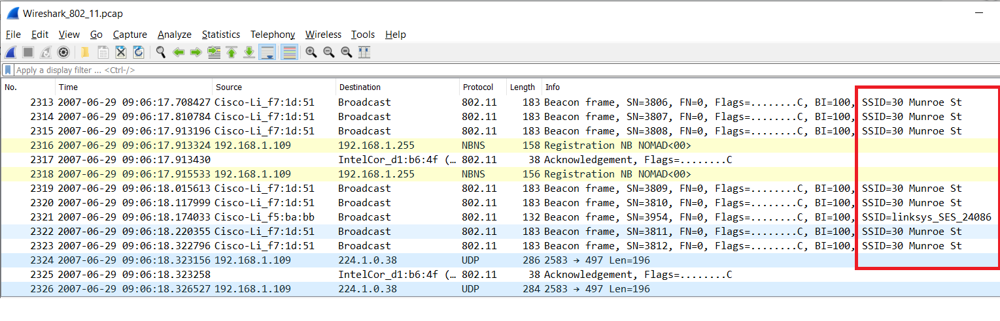 Wireshark_802_11.pcap
File Edit View Go Capture Analyze Statistics Telephony Wireless Tools Help
Apply a display filter ... <Ctrl-/>
No. Time Source Destination Protocol Length Info
2313 2007-06-29 09:06:17.708427 Cisco-Li_f7:1d:51 Broadcast 802.11 183 Beacon frame, SN=3806, FN=0, Flags=........C, BI=100, SSID=30 Munroe St
2314 2007-06-29 09:06:17.810784 Cisco-Li_f7:1d:51 Broadcast 802.11 183 Beacon frame, SN=3807, FN=0, Flags=........C, BI=100, SSID=30 Munroe St
2315 2007-06-29 09:06:17.913196 Cisco-Li_f7:1d:51 Broadcast 802.11 183 Beacon frame, SN=3808, FN=0, Flags=........C, BI=100, SSID=30 Munroe St
2316 2007-06-29 09:06:17.913324 192.168.1.109 192.168.1.255 NBNS 158 Registration NB NOMAD<00>
2317 2007-06-29 09:06:17.913430 IntelCor_d1:b6:4f (… 802.11 38 Acknowledgement, Flags=........C
2318 2007-06-29 09:06:17.915533 192.168.1.109 192.168.1.255 NBNS 156 Registration NB NOMAD<00>
2319 2007-06-29 09:06:18.015613 Cisco-Li_f7:1d:51 Broadcast 802.11 183 Beacon frame, SN=3809, FN=0, Flags=........C, BI=100, SSID=30 Munroe St
2320 2007-06-29 09:06:18.117999 Cisco-Li_f7:1d:51 Broadcast 802.11 183 Beacon frame, SN=3810, FN=0, Flags=........C, BI=100, SSID=30 Munroe St
2321 2007-06-29 09:06:18.174033 Cisco-Li_f5:ba:bb Broadcast 802.11 132 Beacon frame, SN=3954, FN=0, Flags=........C, BI=100, SSID=linksys_SES_24086
2322 2007-06-29 09:06:18.220355 Cisco-Li_f7:1d:51 Broadcast 802.11 183 Beacon frame, SN=3811, FN=0, Flags=........C, BI=100, SSID=30 Munroe St
2323 2007-06-29 09:06:18.322796 Cisco-Li_f7:1d:51 Broadcast 802.11 183 Beacon frame, SN=3812, FN=0, Flags=........C, BI=100, SSID=30 Munroe St
2324 2007-06-29 09:06:18.323156 192.168.1.109 224.1.0.38 UDP 286 2583 → 497 Len=196
2325 2007-06-29 09:06:18.323258 IntelCor_d1:b6:4f (… 802.11 38 Acknowledgement, Flags=........C
2326 2007-06-29 09:06:18.326527 192.168.1.109 224.1.0.38 UDP 284 2583 → 497 Len=196